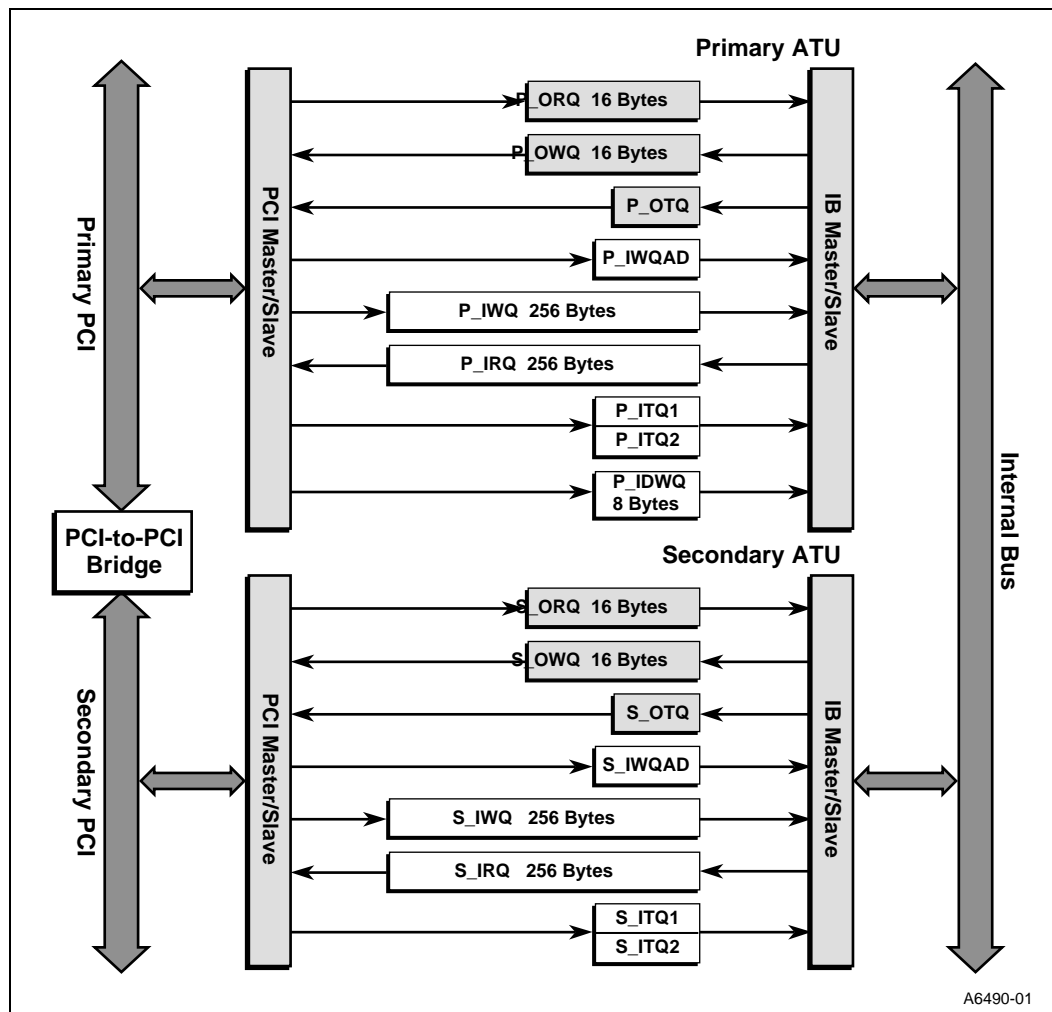 Primary ATU
P_ORQ 16 Bytes
P_OWQ 16 Bytes
P_OTQ
P_IWQAD
P_IWQ 256 Bytes
P_IRQ 256 Bytes
P_ITQ1
P_ITQ2
P_IDWQ
8 Bytes
Primary PCI
PCI Master/Slave
IB Master/Slave
PCI-to-PCI
Bridge
Internal Bus
Secondary ATU
S_ORQ 16 Bytes
S_OWQ 16 Bytes
S_OTQ
S_IWQAD
S_IWQ 256 Bytes
S_IRQ 256 Bytes
S_ITQ1
S_ITQ2
Secondary PCI
PCI Master/Slave
IB Master/Slave
A6490-01